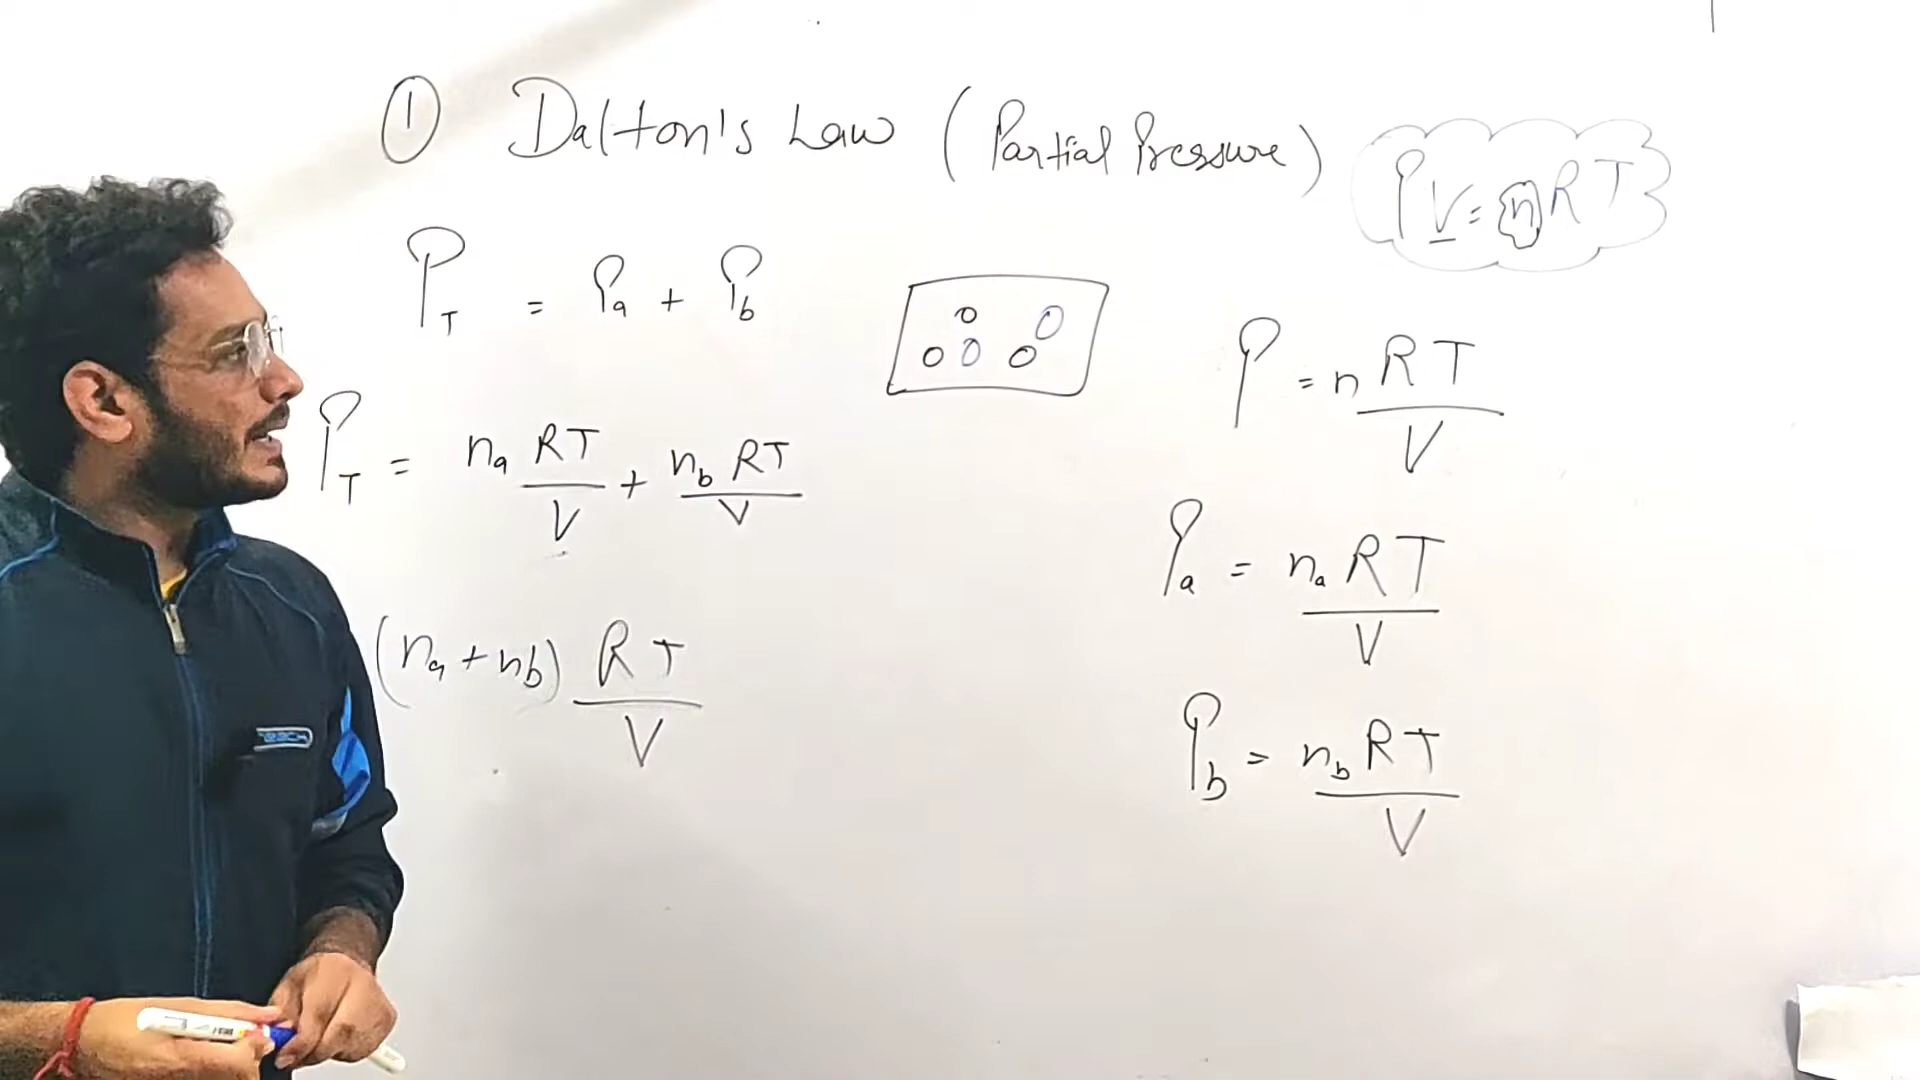 ① Dalton's Law (Partial Pressure)
PV = nRT
P_T = P_a + P_b
P = nRT/V
P_T = n_a RT/V + n_b RT/V
P_a = n_a RT/V
(n_a + n_b) RT/V
P_b = n_b RT/V